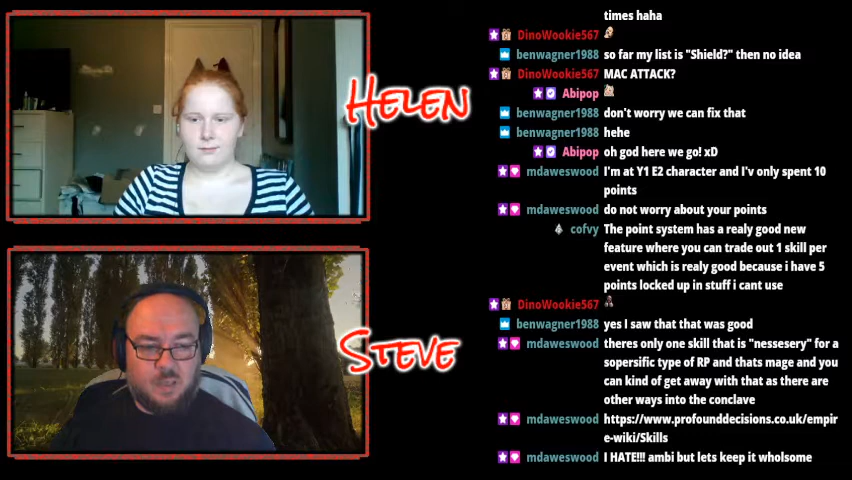 times haha
DinoWookie567
benwagner1988 so far my list is "Shield?" then no idea
DinoWookie567 MAC ATTACK?
Abipop
benwagner1988 don't worry we can fix that
benwagner1988 hehe
Abipop oh god here we go! xD
mdaweswood I'm at Y1 E2 character and I'v only spent 10
points
mdaweswood do not worry about your points
cofvy The point system has a realy good new
feature where you can trade out 1 skill per
event which is realy good because i have 5
points locked up in stuff i cant use
DinoWookie567
benwagner1988 yes I saw that that was good
mdaweswood theres only one skill that is "nessesery" for a
supersific type of RP and thats mage and you
can kind of get away with that as there are
other ways into the conclave
mdaweswood https://www.profounddecisions.co.uk/empir
e-wiki/Skills
mdaweswood I HATE!!! ambi but lets keep it wholsome
Helen
Steve